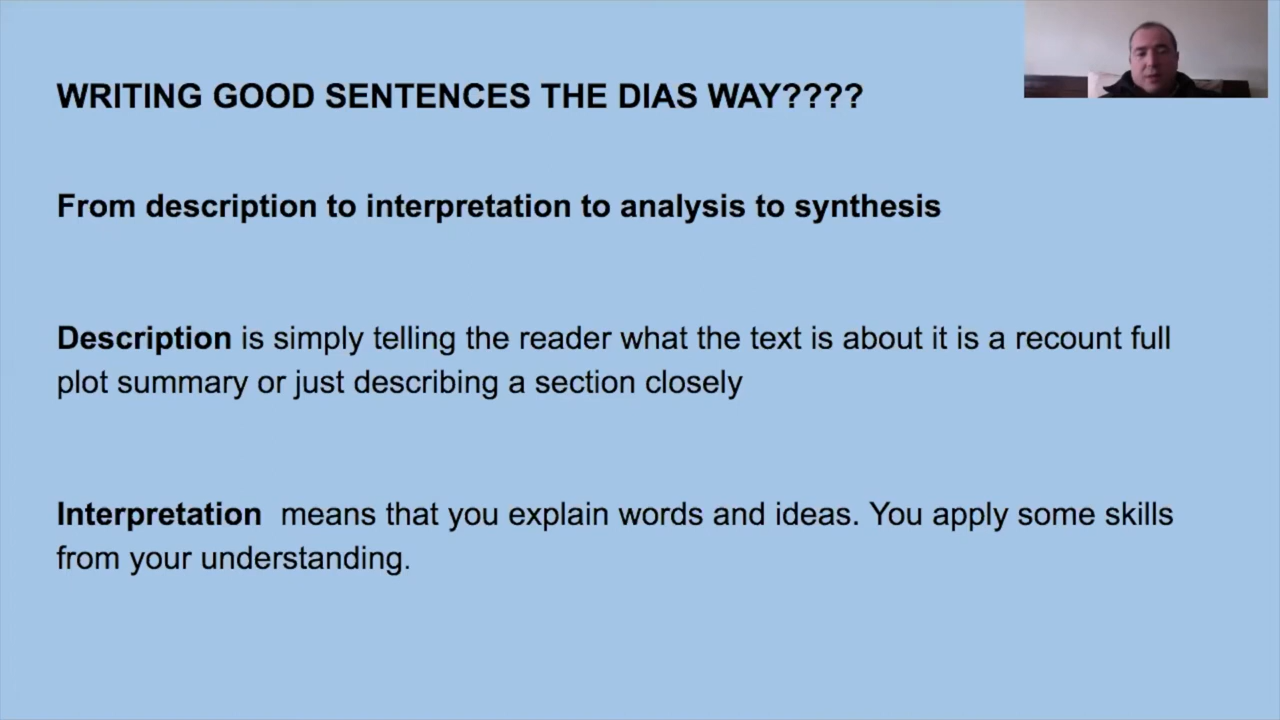 WRITING GOOD SENTENCES THE DIAS WAY????
From description to interpretation to analysis to synthesis
Description is simply telling the reader what the text is about it is a recount full
plot summary or just describing a section closely
Interpretation  means that you explain words and ideas. You apply some skills
from your understanding.